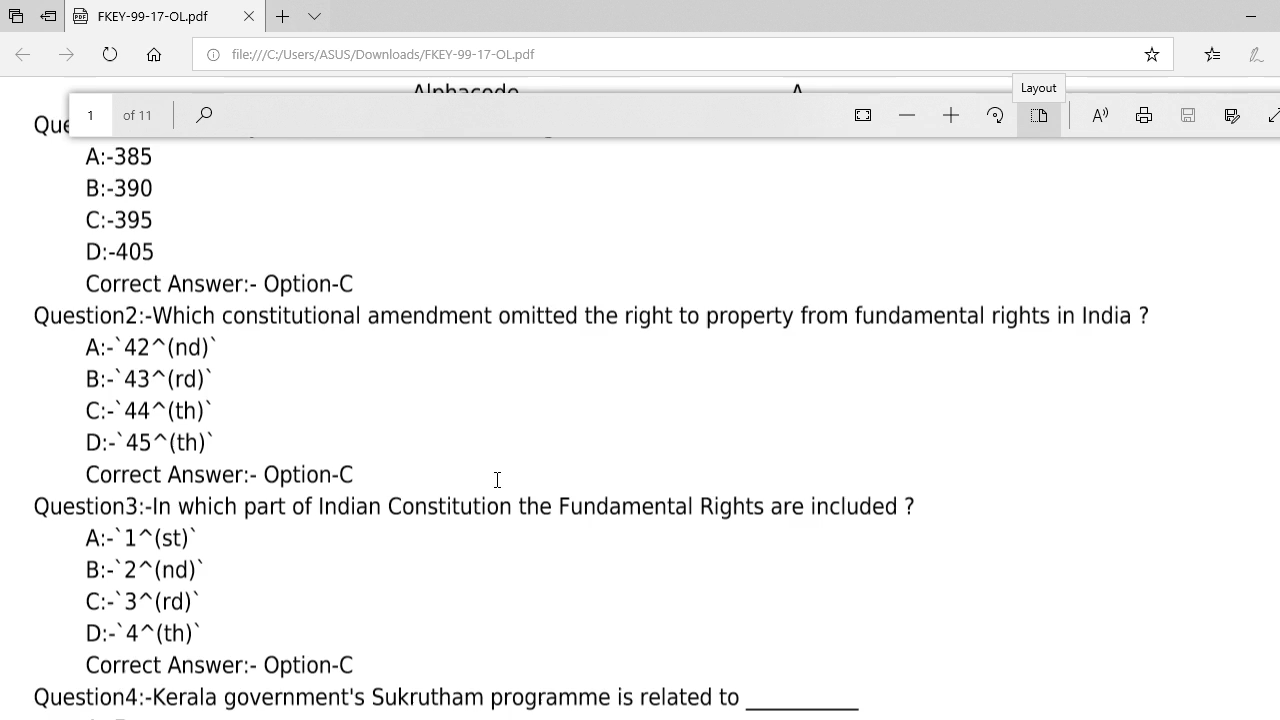 FKEY-99-17-OL.pdf
file:///C:/Users/ASUS/Downloads/FKEY-99-17-OL.pdf
Layout
Alphacode A
1 of 11
Que
A:-385
B:-390
C:-395
D:-405
Correct Answer:- Option-C
Question2:-Which constitutional amendment omitted the right to property from fundamental rights in India ?
A:-`42^(nd)`
B:-`43^(rd)`
C:-`44^(th)`
D:-`45^(th)`
Correct Answer:- Option-C
Question3:-In which part of Indian Constitution the Fundamental Rights are included ?
A:-`1^(st)`
B:-`2^(nd)`
C:-`3^(rd)`
D:-`4^(th)`
Correct Answer:- Option-C
Question4:-Kerala government's Sukrutham programme is related to __________